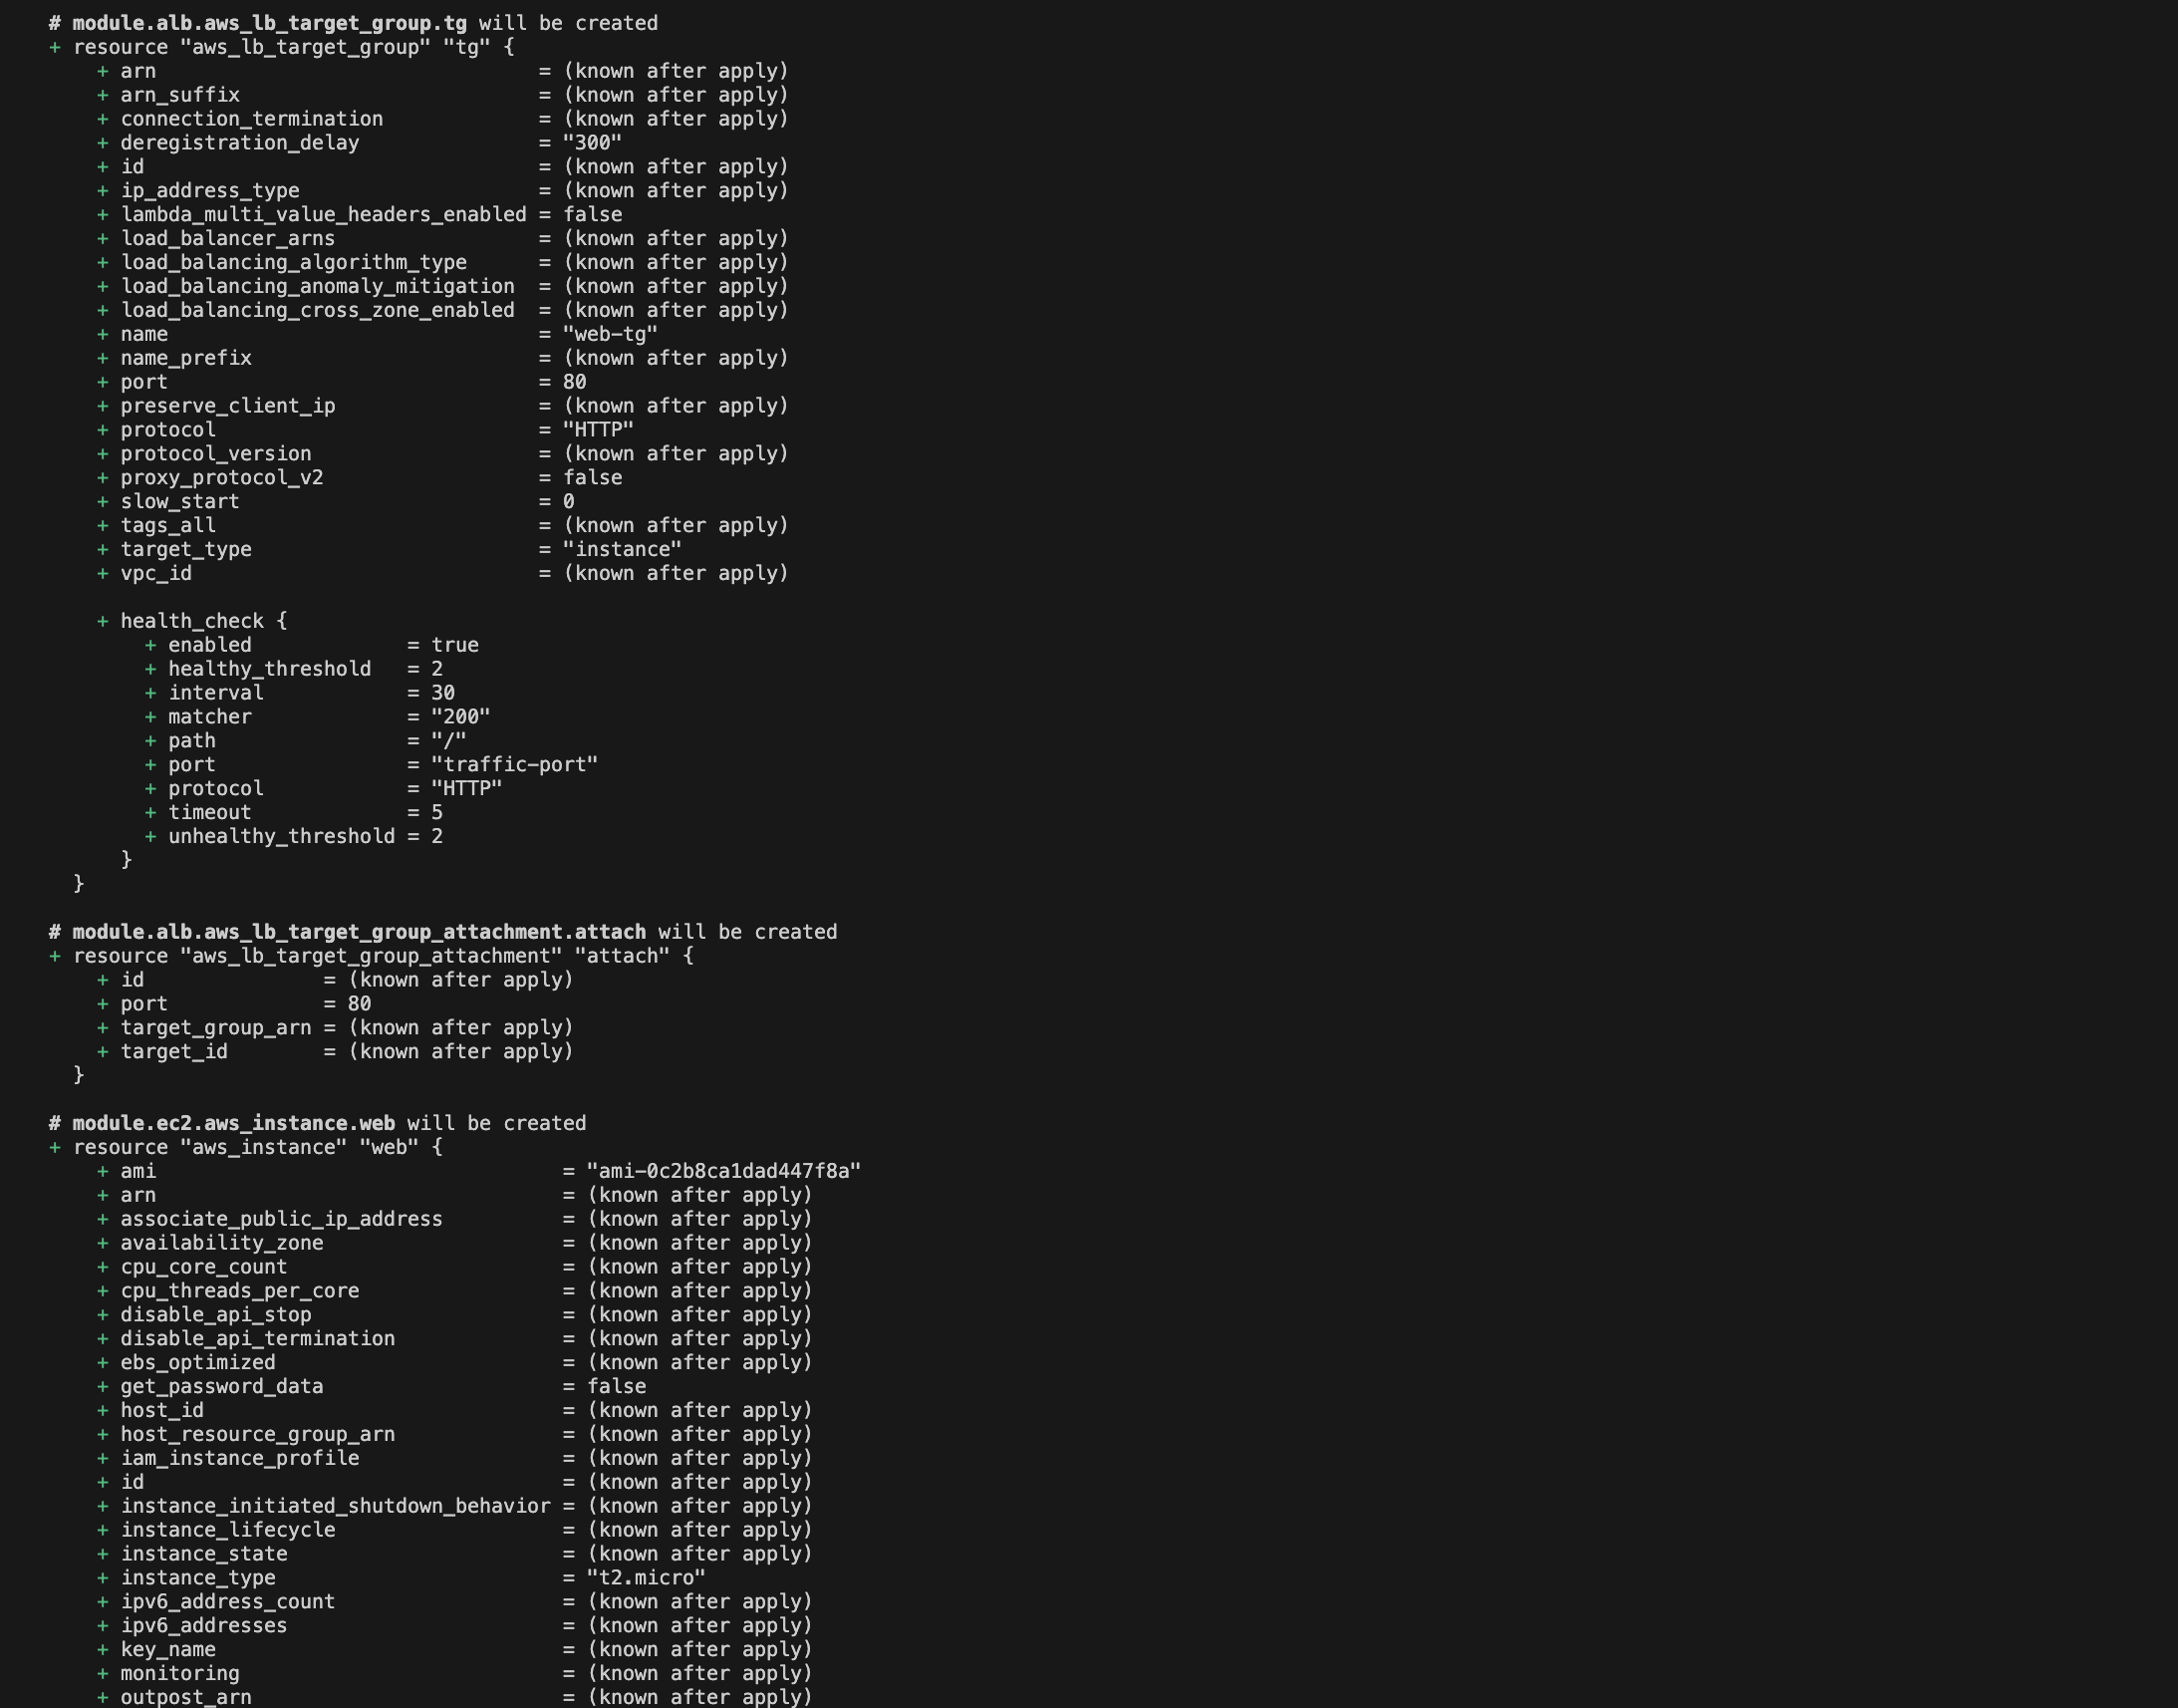 # module.alb.aws_lb_target_group.tg will be created
+ resource "aws_lb_target_group" "tg" {
+ arn = (known after apply)
+ arn_suffix = (known after apply)
+ connection_termination = (known after apply)
+ deregistration_delay = "300"
+ id = (known after apply)
+ ip_address_type = (known after apply)
+ lambda_multi_value_headers_enabled = false
+ load_balancer_arns = (known after apply)
+ load_balancing_algorithm_type = (known after apply)
+ load_balancing_anomaly_mitigation = (known after apply)
+ load_balancing_cross_zone_enabled = (known after apply)
+ name = "web-tg"
+ name_prefix = (known after apply)
+ port = 80
+ preserve_client_ip = (known after apply)
+ protocol = "HTTP"
+ protocol_version = (known after apply)
+ proxy_protocol_v2 = false
+ slow_start = 0
+ tags_all = (known after apply)
+ target_type = "instance"
+ vpc_id = (known after apply)
+ health_check {
+ enabled = true
+ healthy_threshold = 2
+ interval = 30
+ matcher = "200"
+ path = "/"
+ port = "traffic-port"
+ protocol = "HTTP"
+ timeout = 5
+ unhealthy_threshold = 2
}
}
# module.alb.aws_lb_target_group_attachment.attach will be created
+ resource "aws_lb_target_group_attachment" "attach" {
+ id = (known after apply)
+ port = 80
+ target_group_arn = (known after apply)
+ target_id = (known after apply)
}
# module.ec2.aws_instance.web will be created
+ resource "aws_instance" "web" {
+ ami = "ami-0c2b8ca1dad447f8a"
+ arn = (known after apply)
+ associate_public_ip_address = (known after apply)
+ availability_zone = (known after apply)
+ cpu_core_count = (known after apply)
+ cpu_threads_per_core = (known after apply)
+ disable_api_stop = (known after apply)
+ disable_api_termination = (known after apply)
+ ebs_optimized = (known after apply)
+ get_password_data = false
+ host_id = (known after apply)
+ host_resource_group_arn = (known after apply)
+ iam_instance_profile = (known after apply)
+ id = (known after apply)
+ instance_initiated_shutdown_behavior = (known after apply)
+ instance_lifecycle = (known after apply)
+ instance_state = (known after apply)
+ instance_type = "t2.micro"
+ ipv6_address_count = (known after apply)
+ ipv6_addresses = (known after apply)
+ key_name = (known after apply)
+ monitoring = (known after apply)
+ outpost_arn = (known after apply)